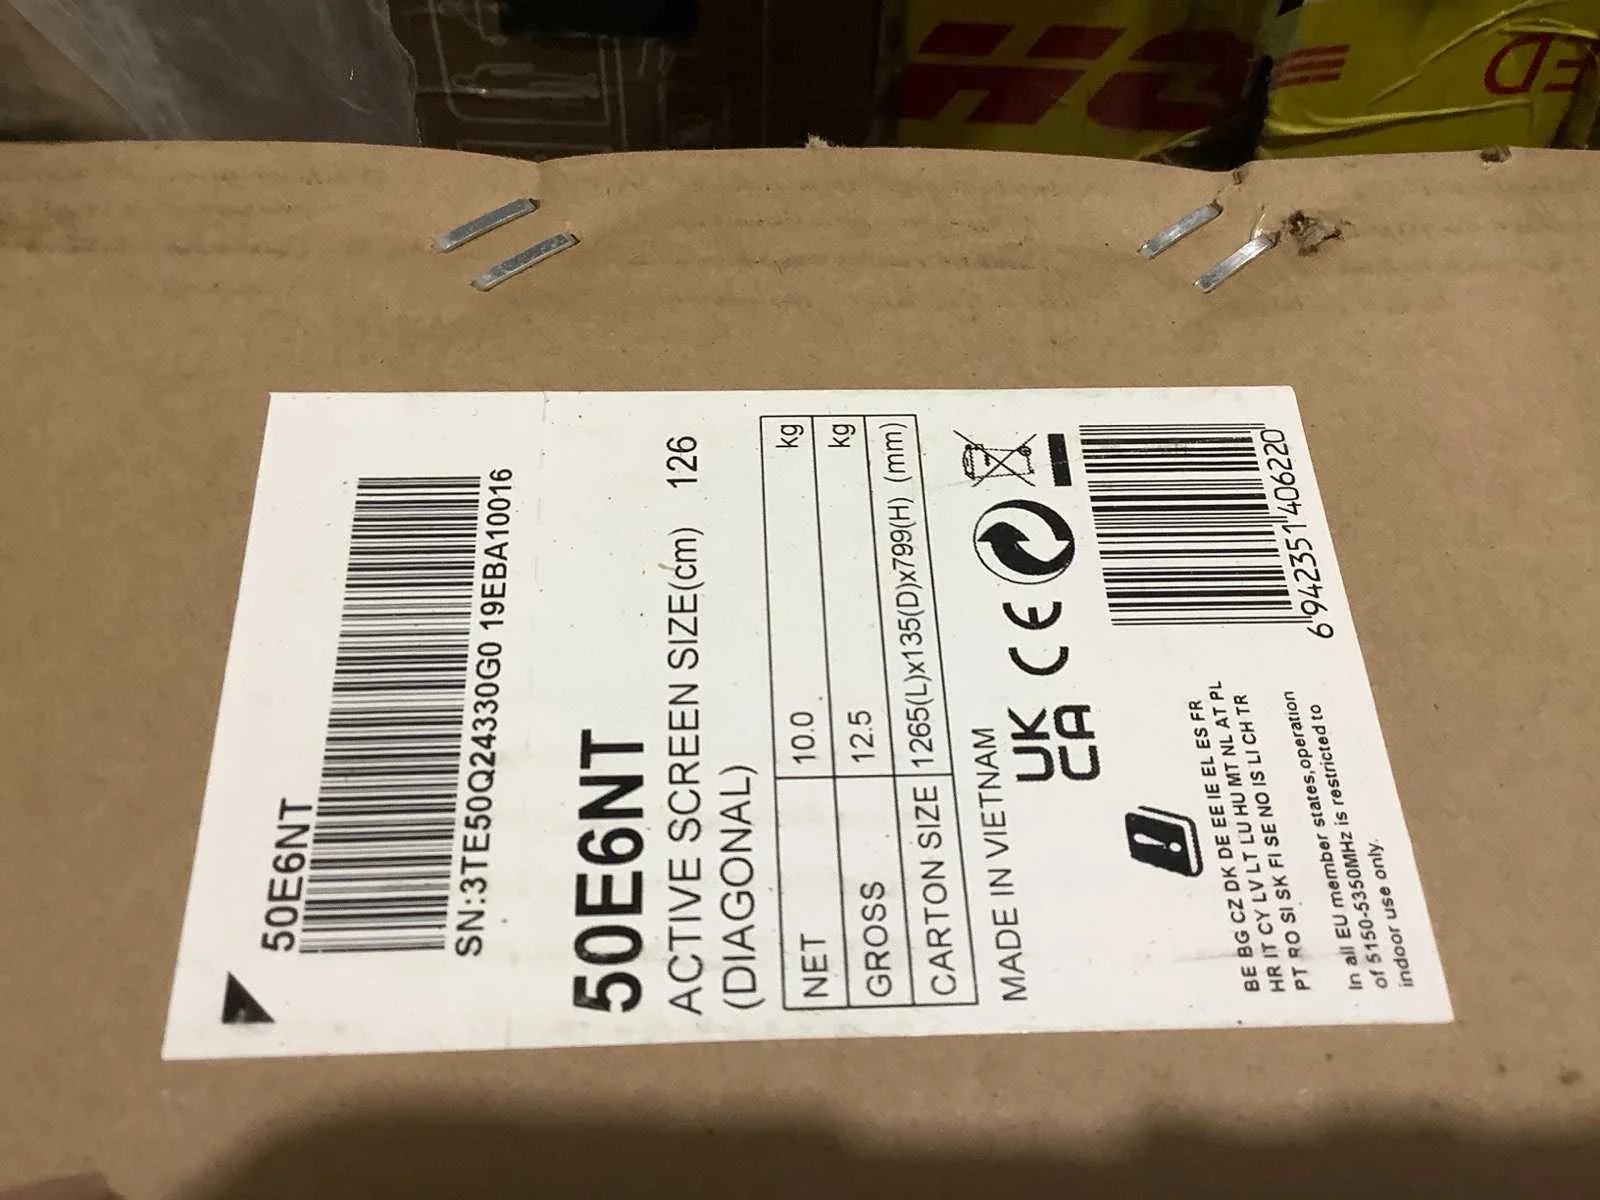 50E6NT
SN:3TE50Q24330G0 19EBA10016
50E6NT
ACTIVE SCREEN SIZE(cm) 126
(DIAGONAL)
NET 10.0 kg
GROSS 12.5 kg
CARTON SIZE 1265(L)x135(D)x799(H) (mm)
MADE IN VIETNAM
UK
CA CE
6 942351 406220
BE BG CZ DK DE EE IE EL ES FR
HR IT CY LV LT LU HU MT NL AT PL
PT RO SI SK FI SE NO IS LI CH TR
In all EU member states,operation
of 5150-5350MHz is restricted to
indoor use only.